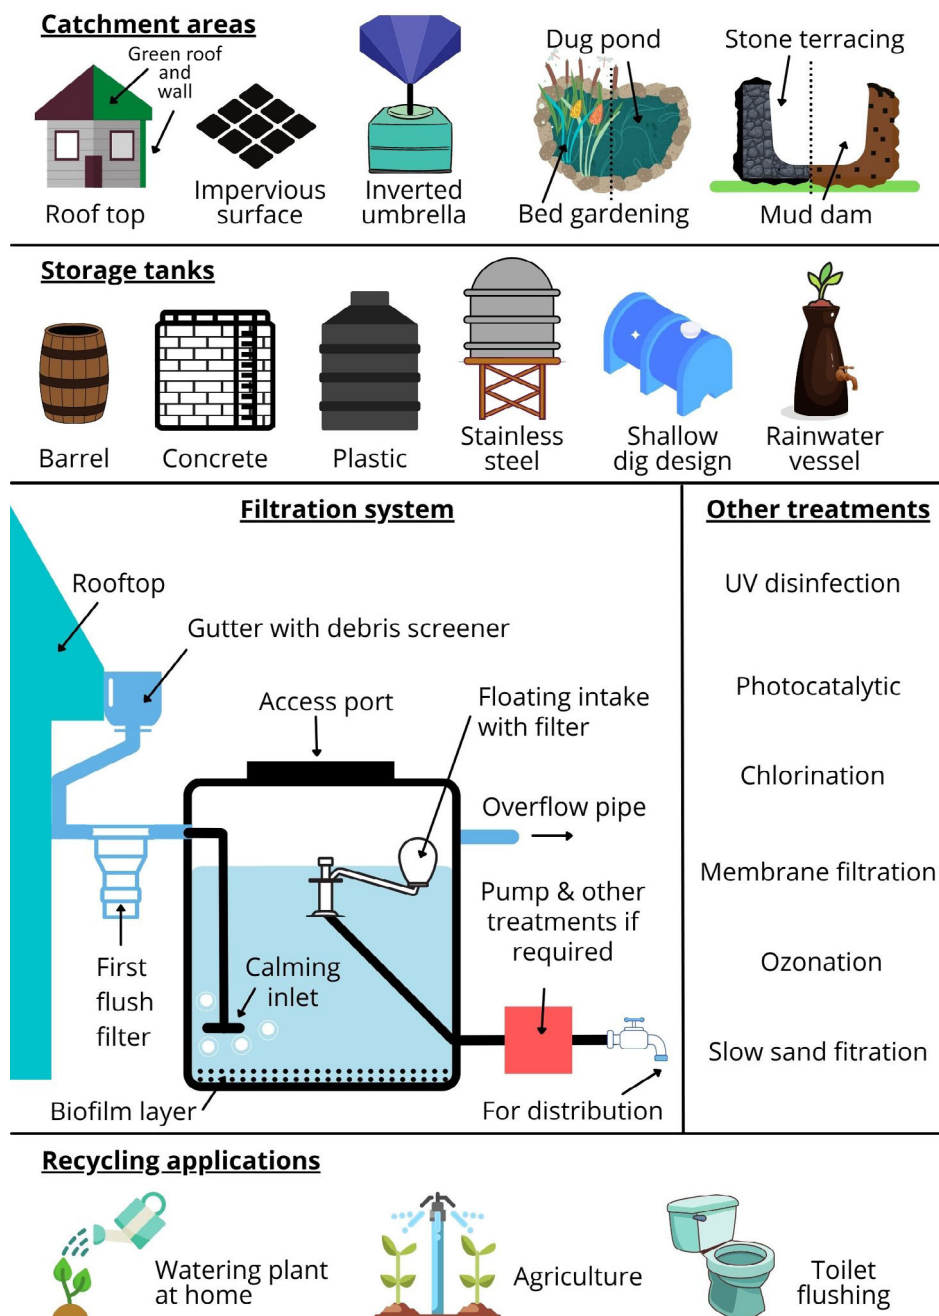 Catchment areas
Green roof
and
wall
Dug pond
Stone terracing
Roof top
Impervious
surface
Inverted
umbrella
Bed gardening
Mud dam
Storage tanks
Barrel
Concrete
Plastic
Stainless
steel
Shallow
dig design
Rainwater
vessel
Filtration system
Rooftop
Gutter with debris screener
Access port
Floating intake
with filter
Overflow pipe
Pump & other
treatments if
required
First
flush
filter
Calming
inlet
Biofilm layer
For distribution
Other treatments
UV disinfection
Photocatalytic
Chlorination
Membrane filtration
Ozonation
Slow sand fitration
Recycling applications
Watering plant
at home
Agriculture
Toilet
flushing